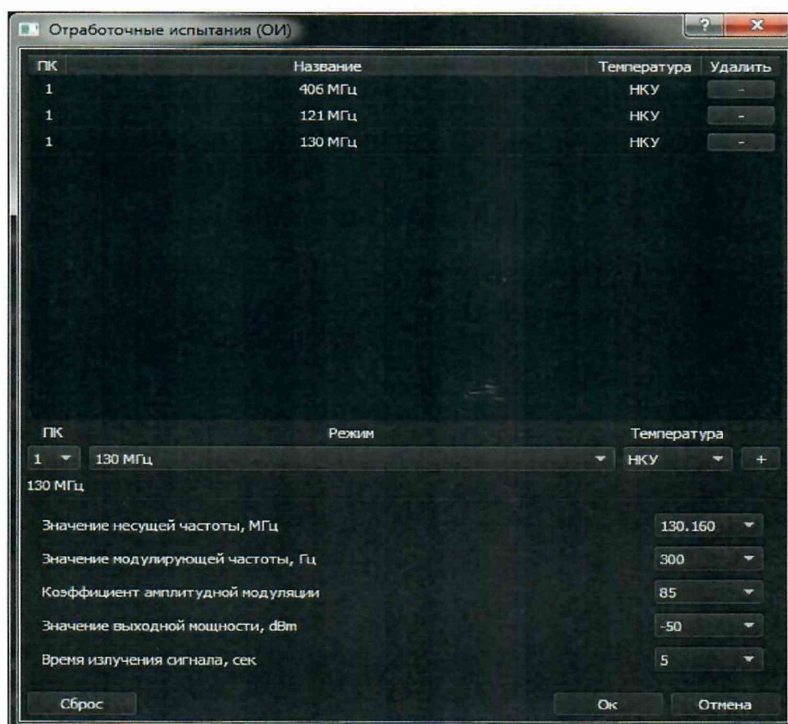 Отработочные испытания (ОИ) ? x
ПК Название Температура Удалить
1 406 МГц НКУ -
1 121 МГц НКУ -
1 130 МГц НКУ -
ПК Режим Температура
1 130 МГц НКУ +
130 МГц
Значение несущей частоты, МГц 130.160
Значение модулирующей частоты, Гц 300
Коэффициент амплитудной модуляции 85
Значение выходной мощности, dBm -50
Время излучения сигнала, сек 5
Сброс Ок Отмена